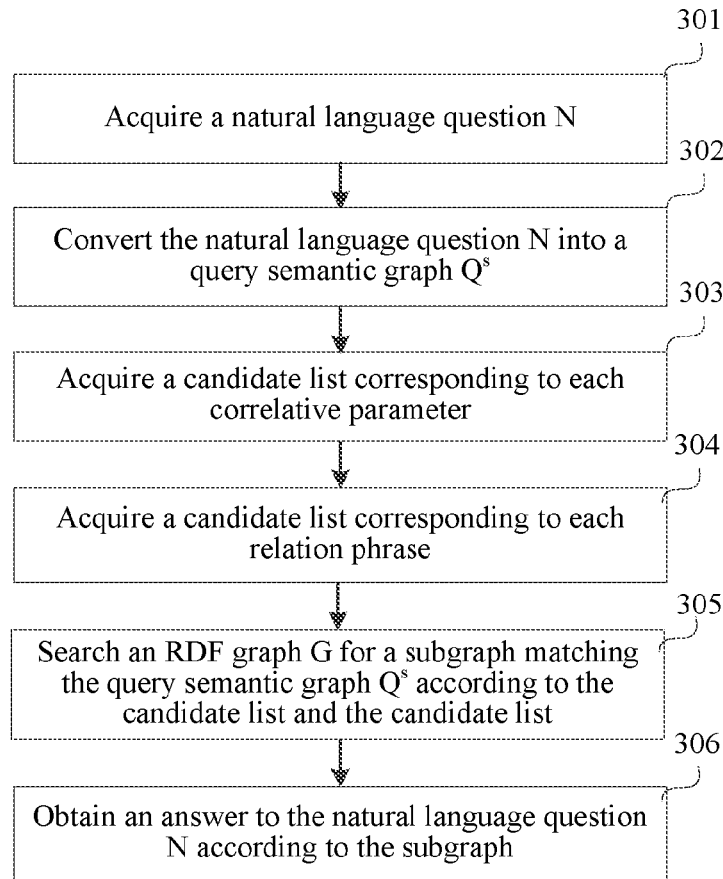 301
Acquire a natural language question N
302
Convert the natural language question N into a
query semantic graph Qˢ
303
Acquire a candidate list corresponding to each
correlative parameter
304
Acquire a candidate list corresponding to each
relation phrase
305
Search an RDF graph G for a subgraph matching
the query semantic graph Qˢ according to the
candidate list and the candidate list
306
Obtain an answer to the natural language question
N according to the subgraph